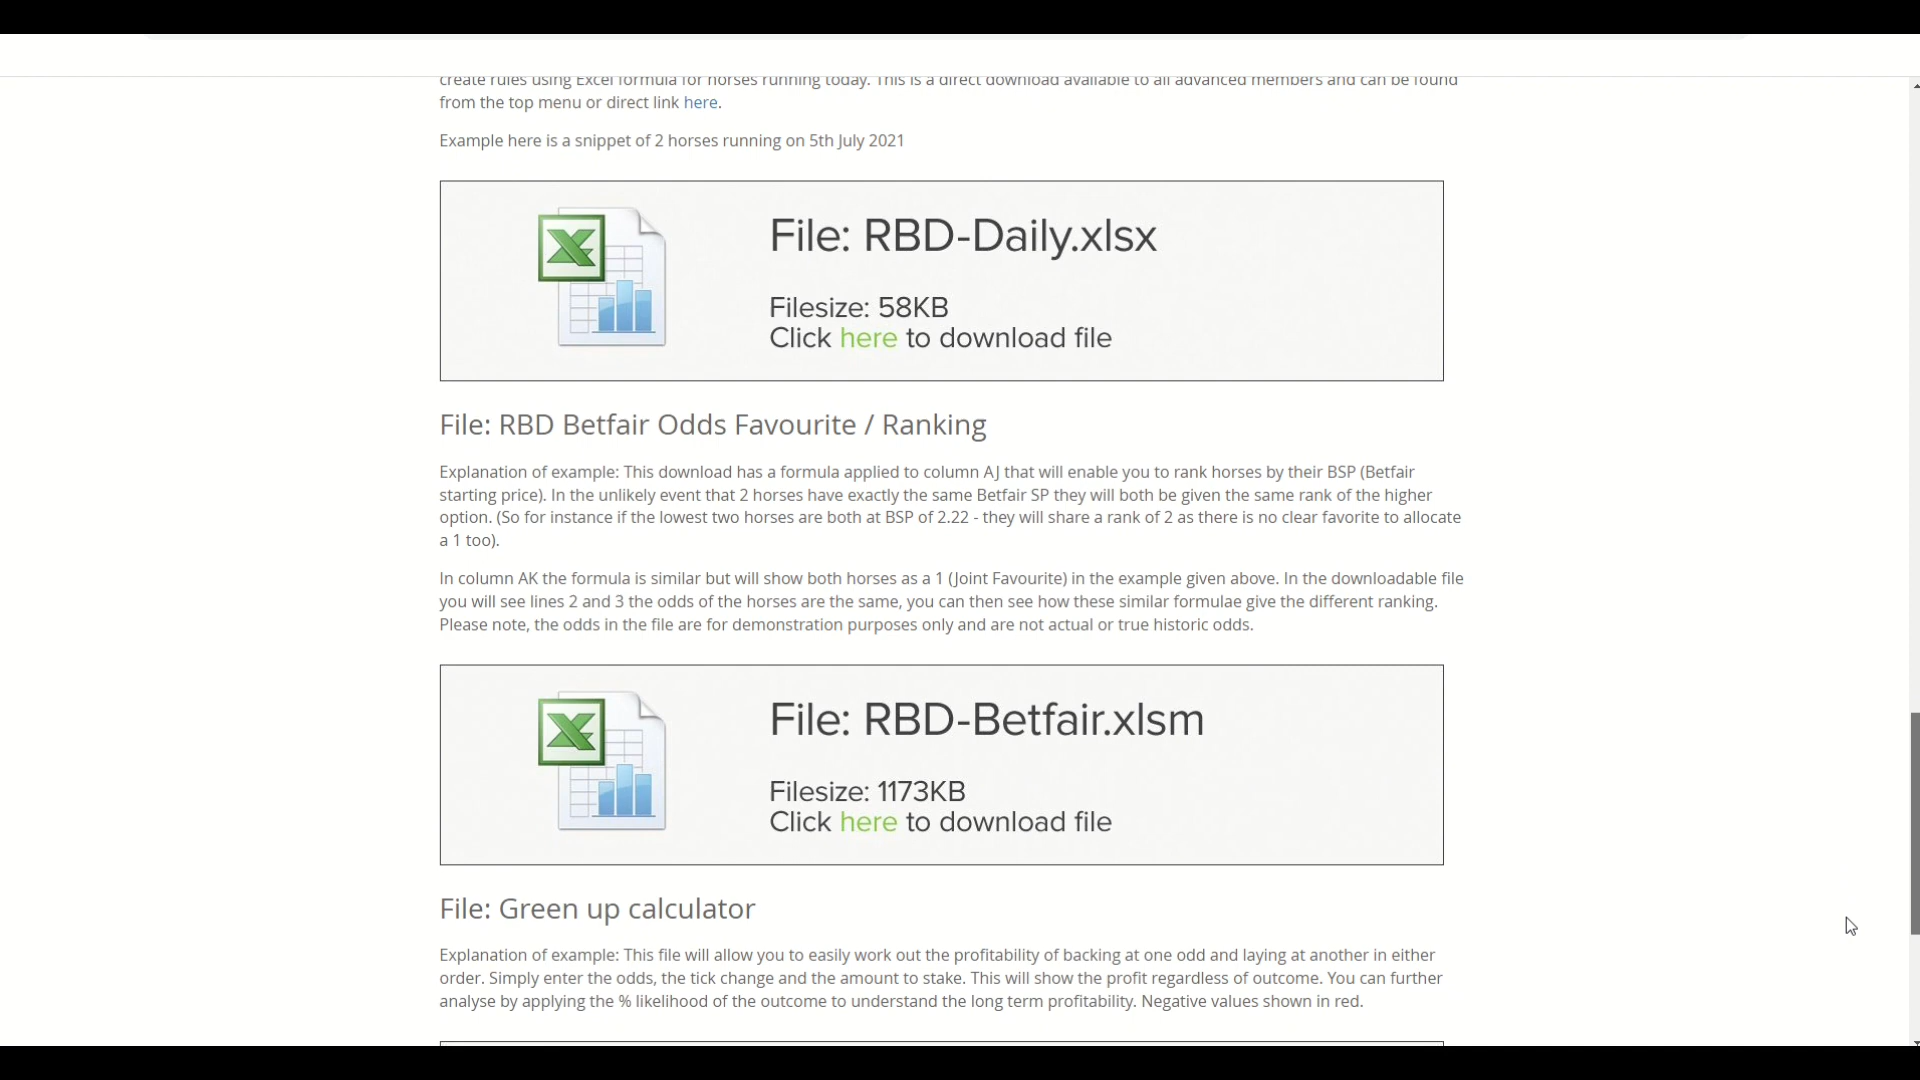 create rules using Excel formula for horses running today. This is a direct download available to all advanced members and can be found
from the top menu or direct link here.
Example here is a snippet of 2 horses running on 5th July 2021
File: RBD-Daily.xlsx
Filesize: 58KB
Click here to download file
File: RBD Betfair Odds Favourite / Ranking
Explanation of example: This download has a formula applied to column AJ that will enable you to rank horses by their BSP (Betfair
starting price). In the unlikely event that 2 horses have exactly the same Betfair SP they will both be given the same rank of the higher
option. (So for instance if the lowest two horses are both at BSP of 2.22 - they will share a rank of 2 as there is no clear favorite to allocate
a 1 too).
In column AK the formula is similar but will show both horses as a 1 (Joint Favourite) in the example given above. In the downloadable file
you will see lines 2 and 3 the odds of the horses are the same, you can then see how these similar formulae give the different ranking.
Please note, the odds in the file are for demonstration purposes only and are not actual or true historic odds.
File: RBD-Betfair.xlsm
Filesize: 1173KB
Click here to download file
File: Green up calculator
Explanation of example: This file will allow you to easily work out the profitability of backing at one odd and laying at another in either
order. Simply enter the odds, the tick change and the amount to stake. This will show the profit regardless of outcome. You can further
analyse by applying the % likelihood of the outcome to understand the long term profitability. Negative values shown in red.